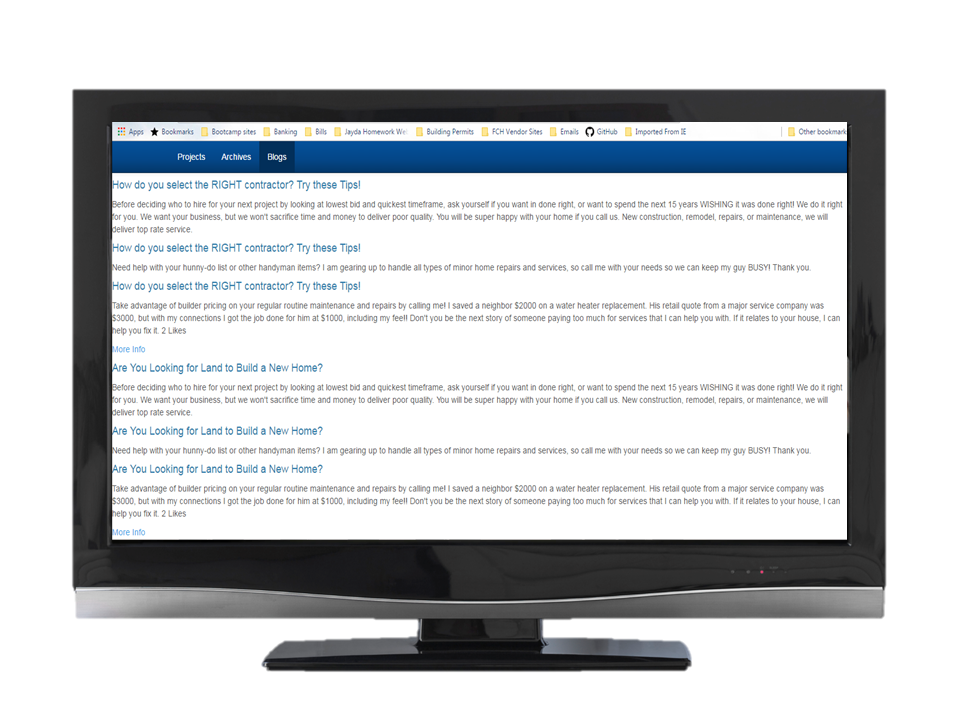 Apps Bookmarks Bootcamp sites Banking Bills Jayda Homework We Building Permits FCH Vendor Sites Emails GitHub Imported From IE Other bookmark
Projects Archives Blogs
How do you select the RIGHT contractor? Try these Tips!
Before deciding who to hire for your next project by looking at lowest bid and quickest timeframe, ask yourself if you want in done right, or want to spend the next 15 years WISHING it was done right! We do it right
for you. We want your business, but we won't sacrifice time and money to deliver poor quality. You will be super happy with your home if you call us. New construction, remodel, repairs, or maintenance, we will
deliver top rate service.
How do you select the RIGHT contractor? Try these Tips!
Need help with your hunny-do list or other handyman items? I am gearing up to handle all types of minor home repairs and services, so call me with your needs so we can keep my guy BUSY! Thank you.
How do you select the RIGHT contractor? Try these Tips!
Take advantage of builder pricing on your regular routine maintenance and repairs by calling me! I saved a neighbor $2000 on a water heater replacement. His retail quote from a major service company was
$3000, but with my connections I got the job done for him at $1000, including my fee!! Don't you be the next story of someone paying too much for services that I can help you with. If it relates to your house, I can
help you fix it. 2 Likes
More Info
Are You Looking for Land to Build a New Home?
Before deciding who to hire for your next project by looking at lowest bid and quickest timeframe, ask yourself if you want in done right, or want to spend the next 15 years WISHING it was done right! We do it right
for you. We want your business, but we won't sacrifice time and money to deliver poor quality. You will be super happy with your home if you call us. New construction, remodel, repairs, or maintenance, we will
deliver top rate service.
Are You Looking for Land to Build a New Home?
Need help with your hunny-do list or other handyman items? I am gearing up to handle all types of minor home repairs and services, so call me with your needs so we can keep my guy BUSY! Thank you.
Are You Looking for Land to Build a New Home?
Take advantage of builder pricing on your regular routine maintenance and repairs by calling me! I saved a neighbor $2000 on a water heater replacement. His retail quote from a major service company was
$3000, but with my connections I got the job done for him at $1000, including my fee!! Don't you be the next story of someone paying too much for services that I can help you with. If it relates to your house, I can
help you fix it. 2 Likes
More Info